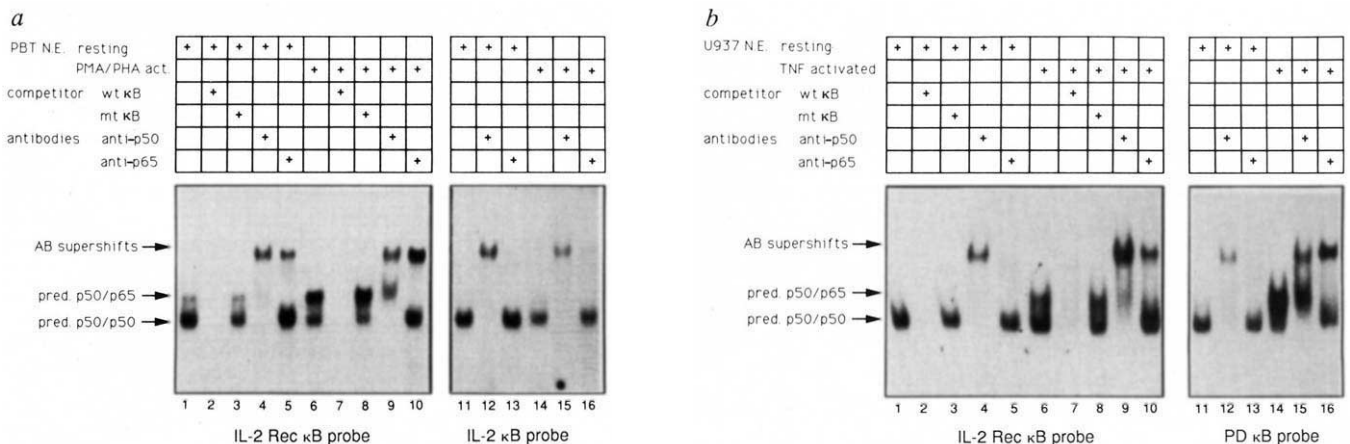 a
PBT N.E. resting + + + + + + + +
PMA/PHA act. + + + + + + + +
competitor wt κB + +
mt κB + +
antibodies anti-p50 + + + +
anti-p65 + + + +
AB supershifts
pred. p50/p65
pred. p50/p50
1 2 3 4 5 6 7 8 9 10 11 12 13 14 15 16
IL-2 Rec κB probe IL-2 κB probe
b
U937 N.E. resting + + + + + + + +
TNF activated + + + + + + + +
competitor wt κB + +
mt κB + +
antibodies anti-p50 + + + +
anti-p65 + + + +
AB supershifts
pred. p50/p65
pred. p50/p50
1 2 3 4 5 6 7 8 9 10 11 12 13 14 15 16
IL-2 Rec κB probe PD κB probe